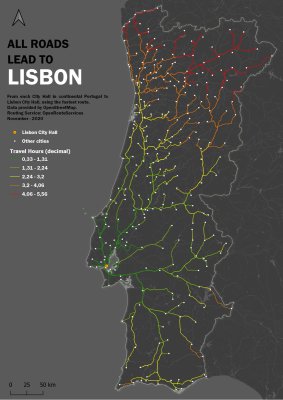 ALL ROADS
LEAD TO
LISBON
From each City Hall in continental Portugal to
Lisbon City Hall, using the fastest route.
Data provided by OpenStreetMap.
Routing Service: OpenRouteServices
November - 2020
Lisbon City Hall
Other cities
Travel Hours (decimal)
0,33 - 1,31
1,31 - 2,24
2,24 - 3,2
3,2 - 4,06
4,06 - 5,56
0 25 50 km